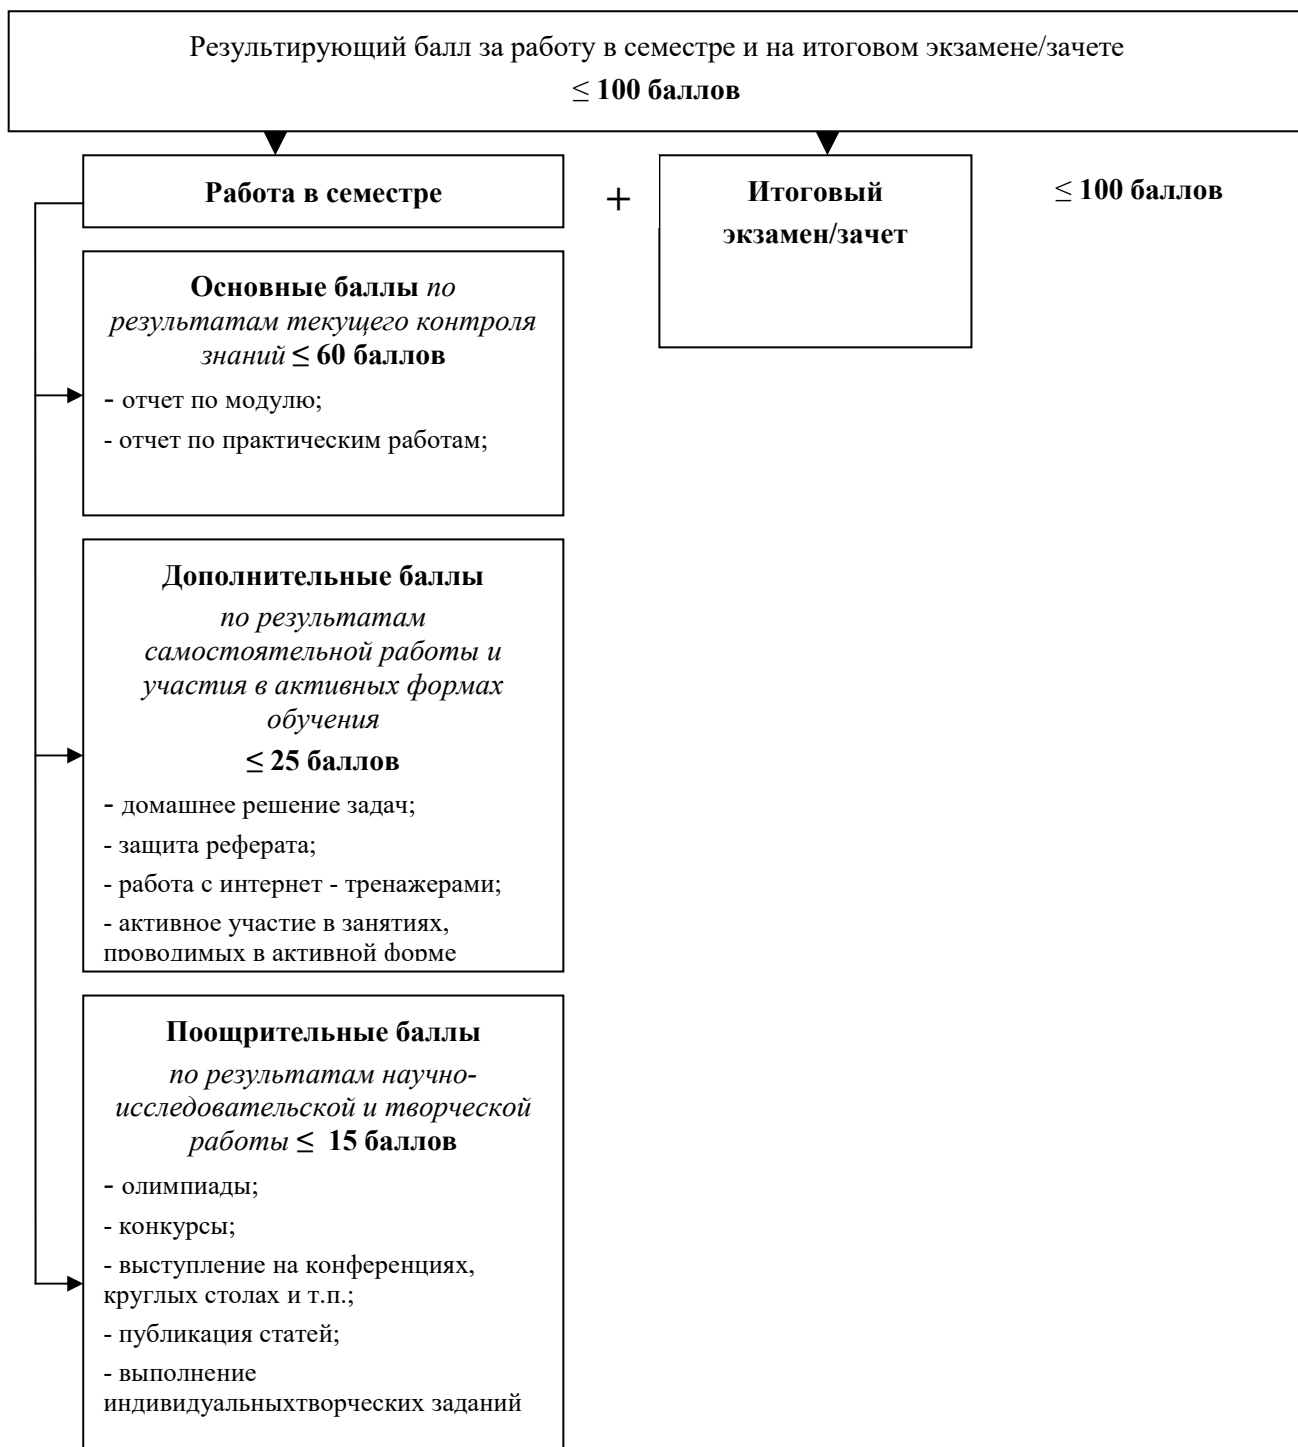 Результирующий балл за работу в семестре и на итоговом экзамене/зачете
≤ 100 баллов
Работа в семестре
+
Итоговый
экзамен/зачет
≤ 100 баллов
Основные баллы по
результатам текущего контроля
знаний ≤ 60 баллов
- отчет по модулю;
- отчет по практическим работам;
Дополнительные баллы
по результатам
самостоятельной работы и
участия в активных формах
обучения
≤ 25 баллов
- домашнее решение задач;
- защита реферата;
- работа с интернет - тренажерами;
- активное участие в занятиях,
проводимых в активной форме
Поощрительные баллы
по результатам научно-
исследовательской и творческой
работы ≤ 15 баллов
- олимпиады;
- конкурсы;
- выступление на конференциях,
круглых столах и т.п.;
- публикация статей;
- выполнение
индивидуальныхтворческих заданий